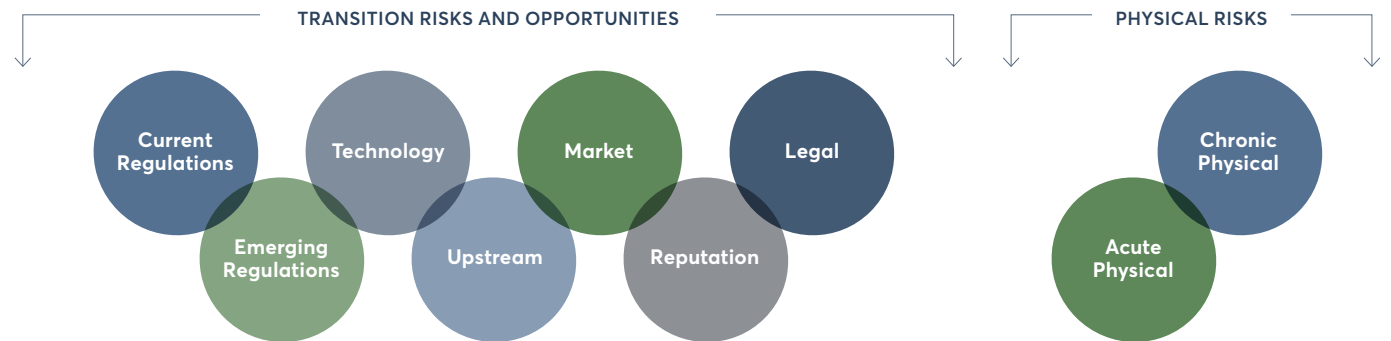 TRANSITION RISKS AND OPPORTUNITIES
PHYSICAL RISKS
Current
Regulations
Technology
Market
Legal
Emerging
Regulations
Upstream
Reputation
Chronic
Physical
Acute
Physical